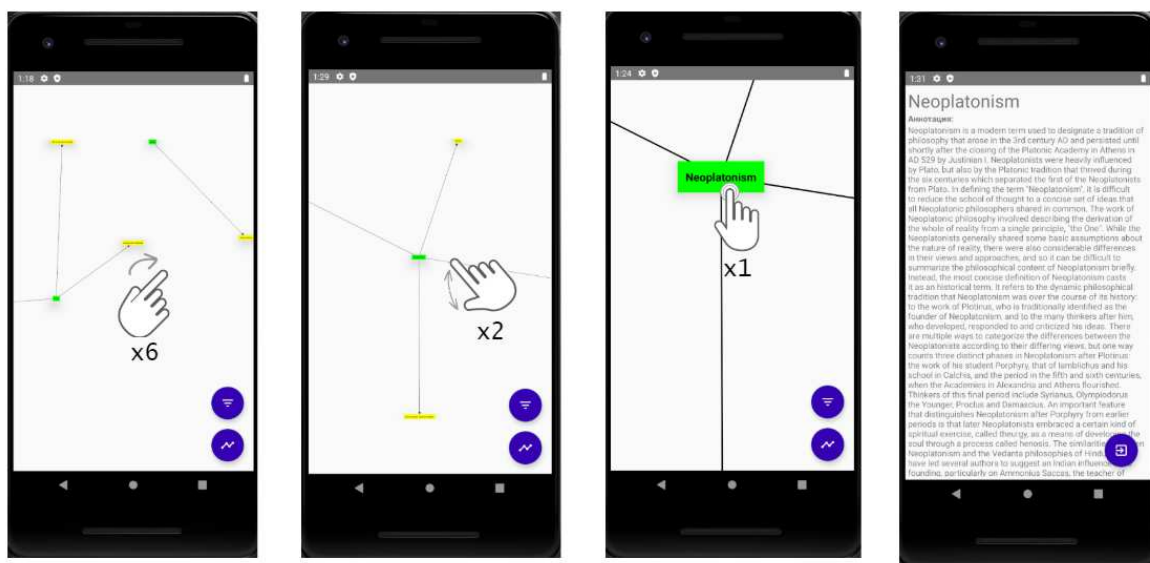 1:18
x6
1:29
x2
1:24
Neoplatonism
x1
1:31
Neoplatonism
Аннотация:
Neoplatonism is a modern term used to designate a tradition of
philosophy that arose in the 3rd century AD and persisted until
shortly after the closing of the Platonic Academy in Athens in
AD 529 by Justinian I. Neoplatonists were heavily influenced
by Plato, but also by the Platonic tradition that thrived during
the six centuries which separated the first of the Neoplatonists
from Plato. In defining the term "Neoplatonism", it is difficult
to reduce the school of thought to a concise set of ideas that
all Neoplatonic philosophers shared in common. The work of
Neoplatonic philosophy involved describing the derivation of
the whole of reality from a single principle, "the One". While the
Neoplatonists generally shared some basic assumptions about
the nature of reality, there were also considerable differences
in their views and approaches, and so it can be difficult to
summarize the philosophical content of Neoplatonism briefly.
Instead, the most concise definition of Neoplatonism casts
it as an historical term. It refers to the dynamic philosophical
tradition that Neoplatonism was over the course of its history:
to the work of Plotinus, who is traditionally identified as the
founder of Neoplatonism, and to the many thinkers after him,
who developed, responded to and criticized his ideas. There
are multiple ways to categorize the differences between the
Neoplatonists according to their differing views, but one way
counts three distinct phases in Neoplatonism after Plotinus:
the work of his student Porphyry, that of Iamblichus and his
school in Calchis, and the period in the fifth and sixth centuries,
when the Academies in Alexandria and Athens flourished.
Thinkers of this final period include Syrianus, Olympiodorus
the Younger, Proclus and Damascius. An important feature
that distinguishes Neoplatonism after Porphyry from earlier
periods is that later Neoplatonists embraced a certain kind of
spiritual exercise, called theurgy, as a means of developing the
soul through a process called henosis. The similarities
Neoplatonism and the Vedanta philosophies of
have led several authors to suggest an Indian influence
founding, particularly on Ammonius Saccas, the teacher of